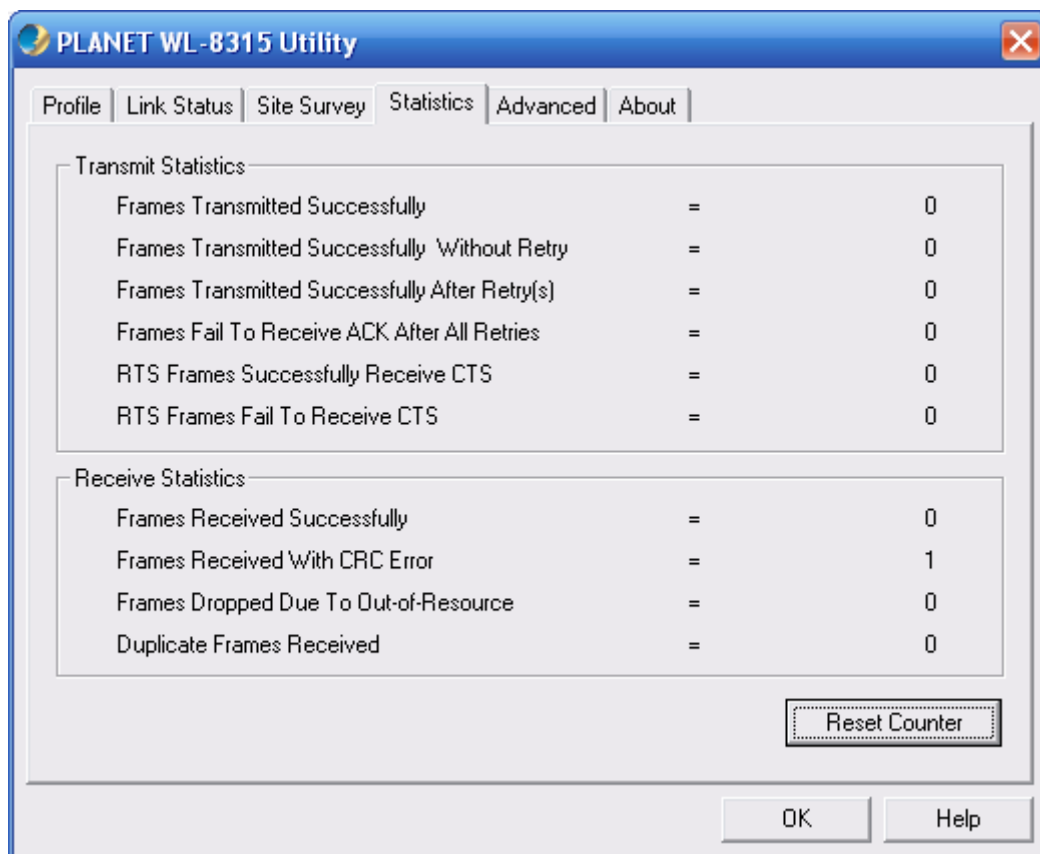 PLANET WL-8315 Utility
Profile Link Status Site Survey Statistics Advanced About
Transmit Statistics
Frames Transmitted Successfully = 0
Frames Transmitted Successfully  Without Retry = 0
Frames Transmitted Successfully After Retry(s) = 0
Frames Fail To Receive ACK After All Retries = 0
RTS Frames Successfully Receive CTS = 0
RTS Frames Fail To Receive CTS = 0
Receive Statistics
Frames Received Successfully = 0
Frames Received With CRC Error = 1
Frames Dropped Due To Out-of-Resource = 0
Duplicate Frames Received = 0
Reset Counter
OK Help